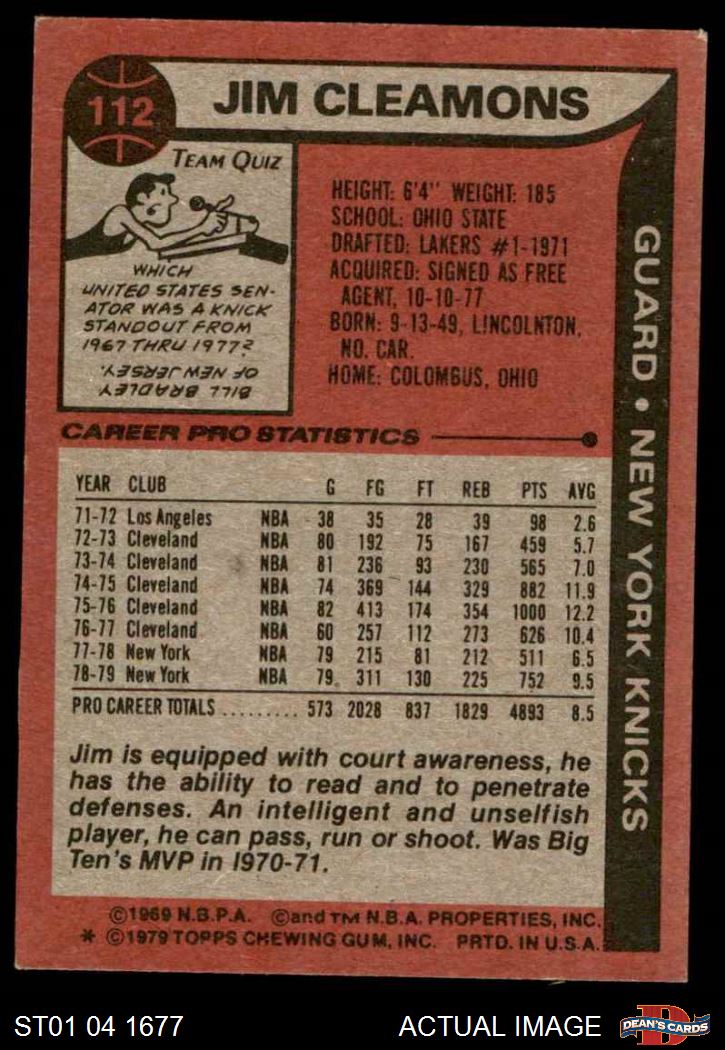 112
JIM CLEAMONS
TEAM QUIZ
WHICH
UNITED STATES SEN-
ATOR WAS A KNICK
STANDOUT FROM
1967 THRU 1977?
BILL BRADLEY
OF NEW JERSEY.
HEIGHT: 6'4" WEIGHT: 185
SCHOOL: OHIO STATE
DRAFTED: LAKERS #1-1971
ACQUIRED: SIGNED AS FREE
AGENT, 10-10-77
BORN: 9-13-49, LINCOLNTON,
NO. CAR.
HOME: COLOMBUS, OHIO
GUARD • NEW YORK KNICKS
CAREER PRO STATISTICS
YEAR CLUB G FG FT REB PTS AVG
71-72 Los Angeles NBA 38 35 28 39 98 2.6
72-73 Cleveland NBA 80 192 75 167 459 5.7
73-74 Cleveland NBA 81 236 93 230 565 7.0
74-75 Cleveland NBA 74 369 144 329 882 11.9
75-76 Cleveland NBA 82 413 174 354 1000 12.2
76-77 Cleveland NBA 60 257 112 273 626 10.4
77-78 New York NBA 79 215 81 212 511 6.5
78-79 New York NBA 79 311 130 225 752 9.5
PRO CAREER TOTALS ......... 573 2028 837 1829 4893 8.5
Jim is equipped with court awareness, he
has the ability to read and to penetrate
defenses. An intelligent and unselfish
player, he can pass, run or shoot. Was Big
Ten's MVP in 1970-71.
©1969 N.B.P.A. ©and TM N.B.A. PROPERTIES, INC.
* ©1979 TOPPS CHEWING GUM, INC. PRTD. IN U.S.A.
ST01 04 1677
ACTUAL IMAGE
D
DEAN'S CARDS